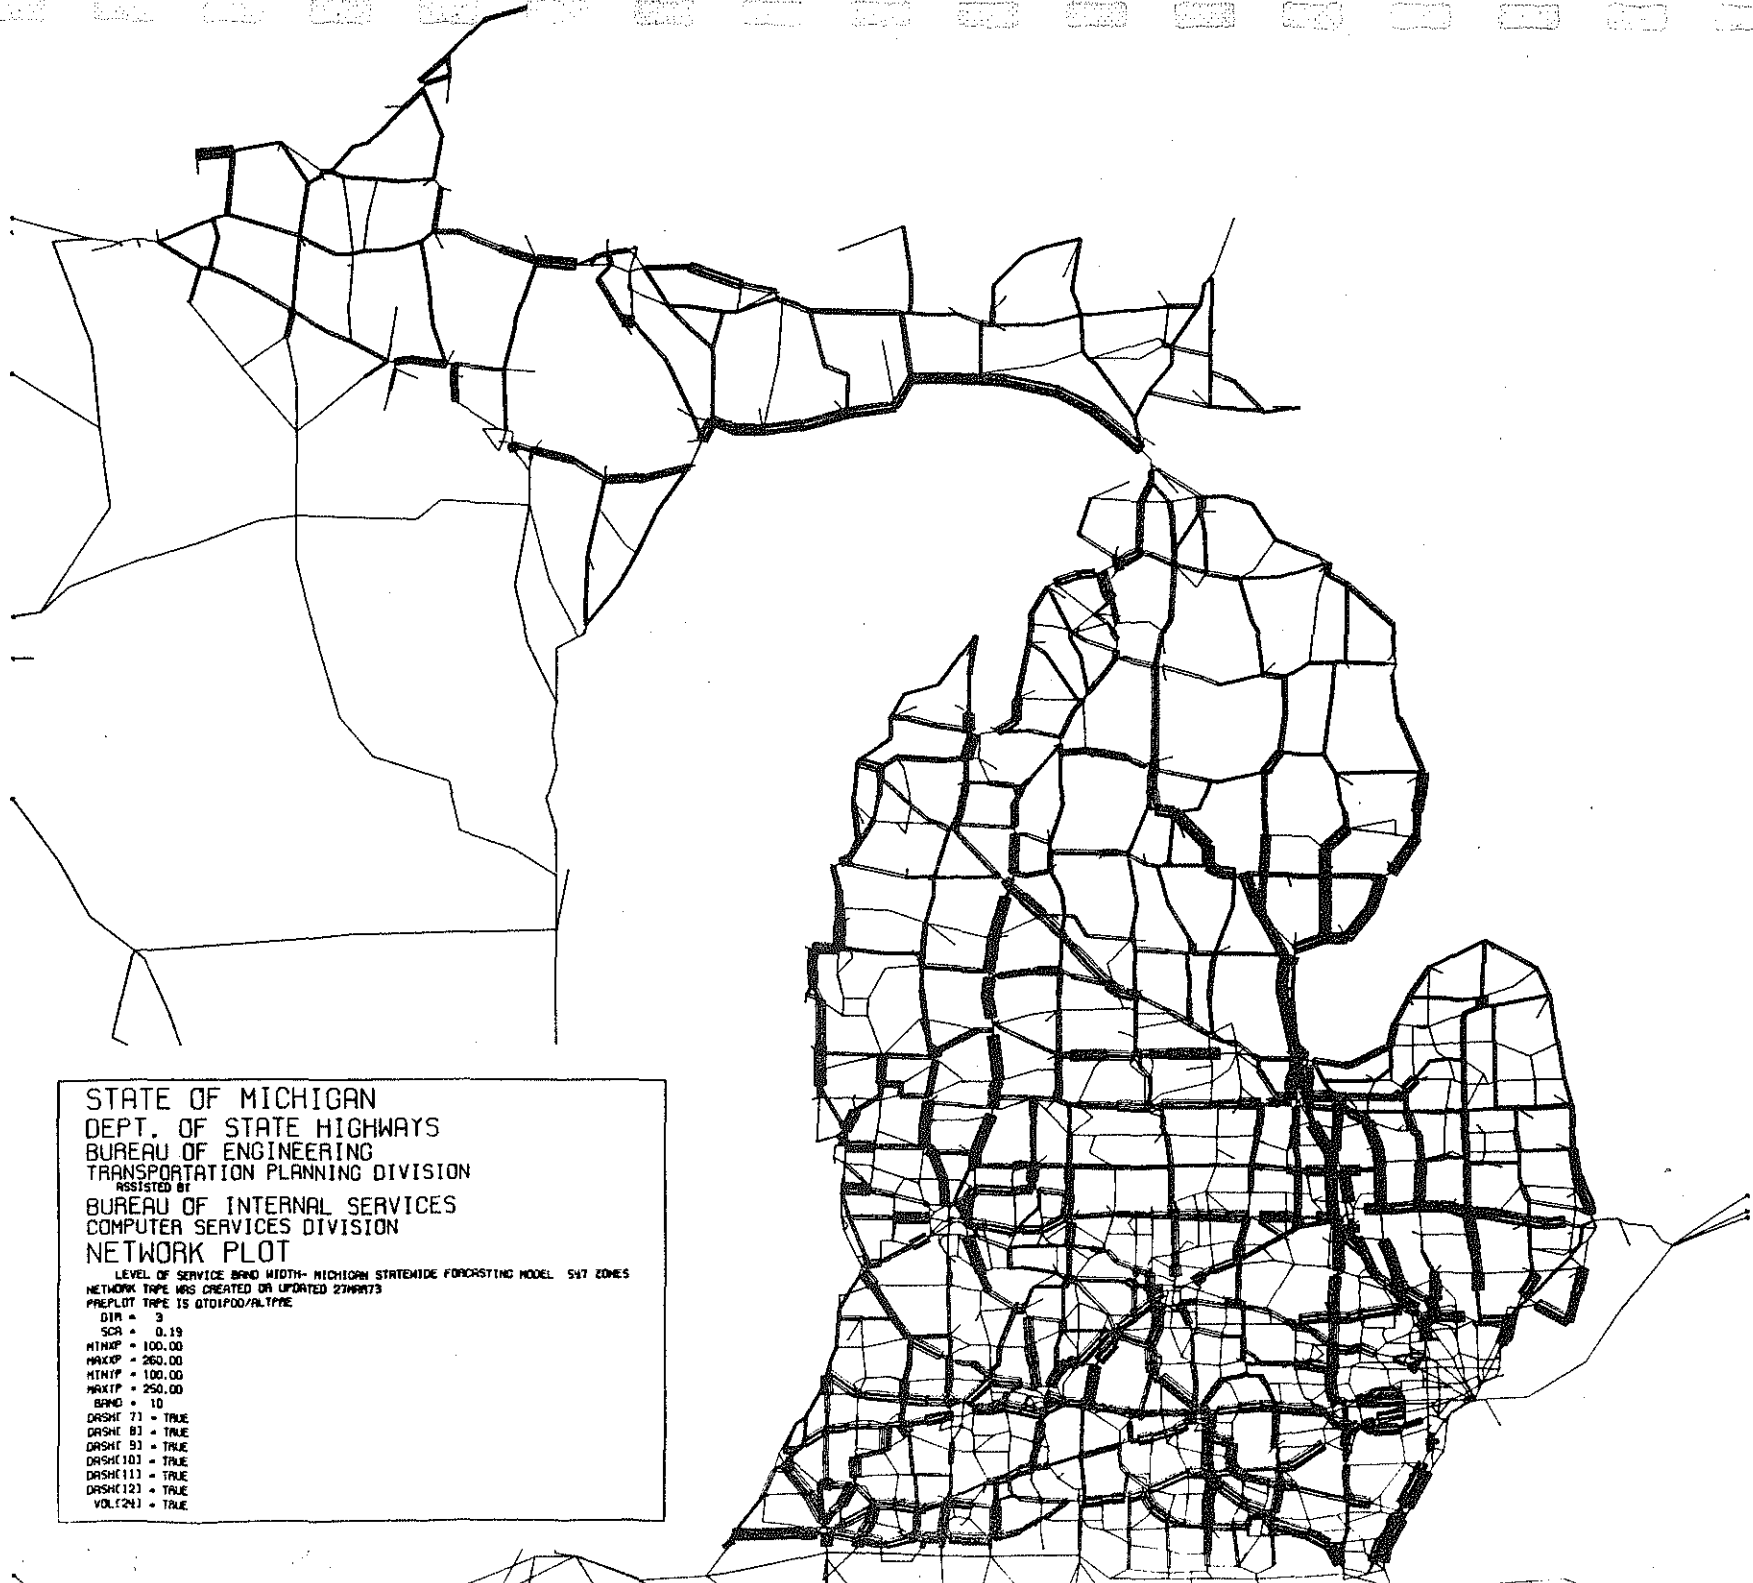 STATE OF MICHIGAN
DEPT. OF STATE HIGHWAYS
BUREAU OF ENGINEERING
TRANSPORTATION PLANNING DIVISION
ASSISTED BY
BUREAU OF INTERNAL SERVICES
COMPUTER SERVICES DIVISION
NETWORK PLOT
LEVEL OF SERVICE BAND WIDTH- MICHIGAN STATEWIDE FORCASTING MODEL 547 ZONES
NETWORK TAPE WAS CREATED OR UPDATED 27MAR73
PREPLOT TAPE IS
DIM = 3
SCA = 0.19
MINXP = 100.00
MAXXP = 260.00
MINYP = 100.00
MAXYP = 250.00
BAND = 10
DASH[ 7] = TRUE
DASH[ 8] = TRUE
DASH[ 9] = TRUE
DASH[10] = TRUE
DASH[11] = TRUE
DASH[12] = TRUE
VOL[24] = TRUE